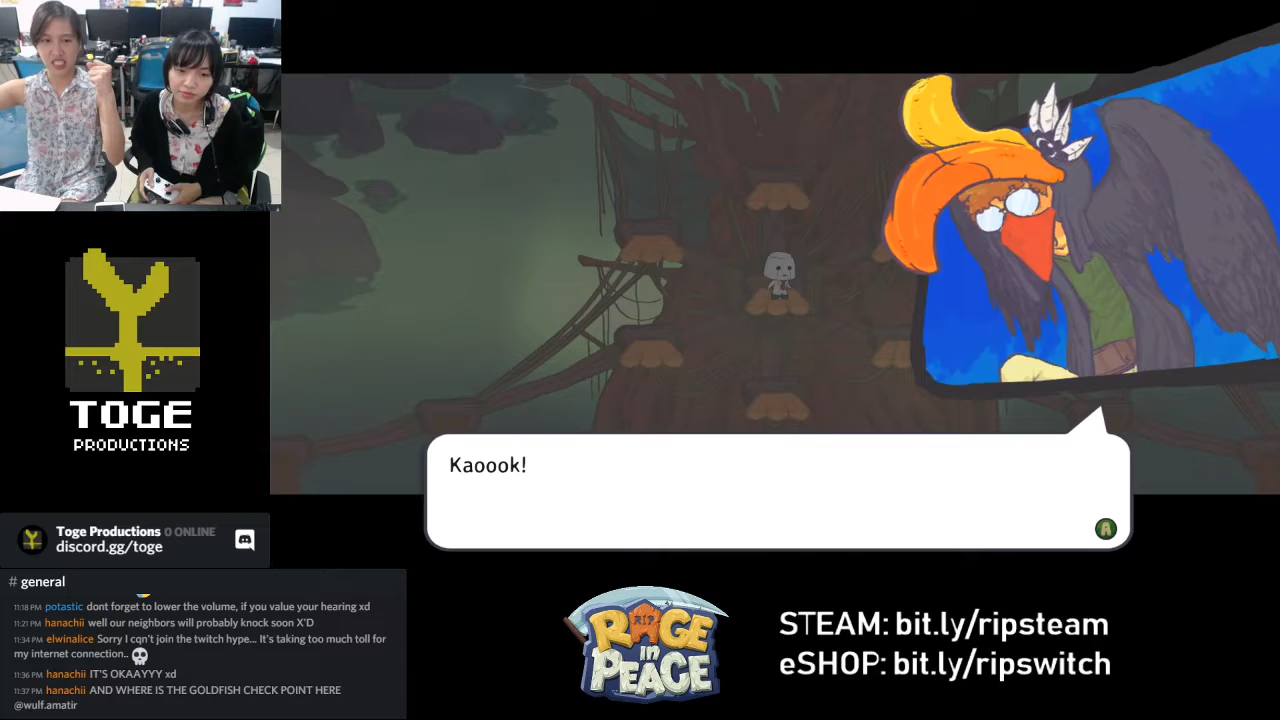 Kaoook!
A
TOGE
PRODUCTIONS
Toge Productions 0 ONLINE
discord.gg/toge
# general
11:18 PM potastic dont forget to lower the volume, if you value your hearing xd
11:21 PM hanachii well our neighbors will probably knock soon X'D
11:34 PM elwinalice Sorry I cqn't join the twitch hype... It's taking too much toll for
my internet connection..
11:36 PM hanachii IT'S OKAAYYY xd
11:37 PM hanachii AND WHERE IS THE GOLDFISH CHECK POINT HERE
@wulf.amatir
RIP
RAGE
in
PEACE
STEAM: bit.ly/ripsteam
eSHOP: bit.ly/ripswitch